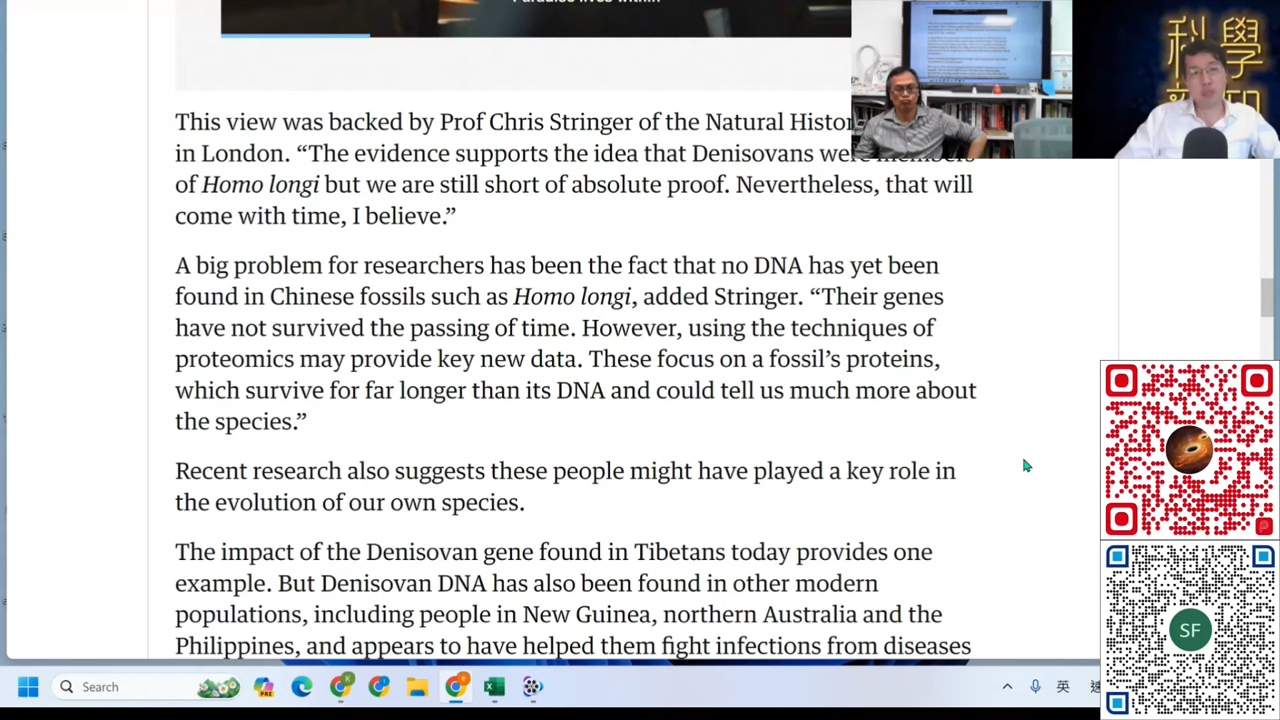 This view was backed by Prof Chris Stringer of the Natural Histor
in London. “The evidence supports the idea that Denisovans were members
of Homo longi but we are still short of absolute proof. Nevertheless, that will
come with time, I believe.”
A big problem for researchers has been the fact that no DNA has yet been
found in Chinese fossils such as Homo longi, added Stringer. “Their genes
have not survived the passing of time. However, using the techniques of
proteomics may provide key new data. These focus on a fossil’s proteins,
which survive for far longer than its DNA and could tell us much more about
the species.”
Recent research also suggests these people might have played a key role in
the evolution of our own species.
The impact of the Denisovan gene found in Tibetans today provides one
example. But Denisovan DNA has also been found in other modern
populations, including people in New Guinea, northern Australia and the
Philippines, and appears to have helped them fight infections from diseases
科學
SF
Search
英